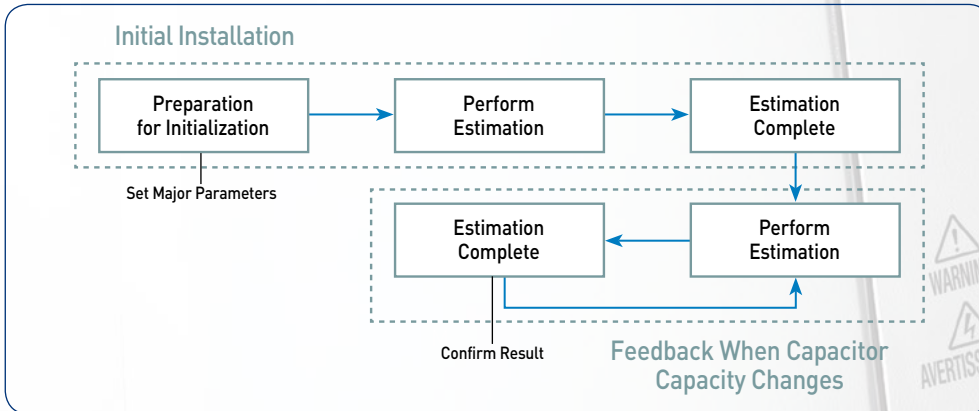 Initial Installation
Preparation
for Initialization
Perform
Estimation
Estimation
Complete
Set Major Parameters
Estimation
Complete
Perform
Estimation
Confirm Result
Feedback When Capacitor
Capacity Changes
WARNIN
AVERTISS